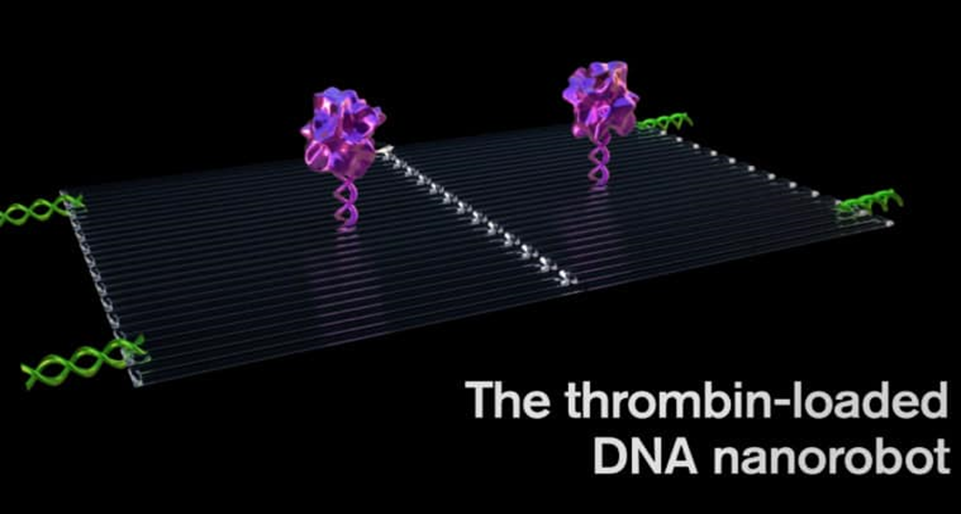 The thrombin-loaded
DNA nanorobot